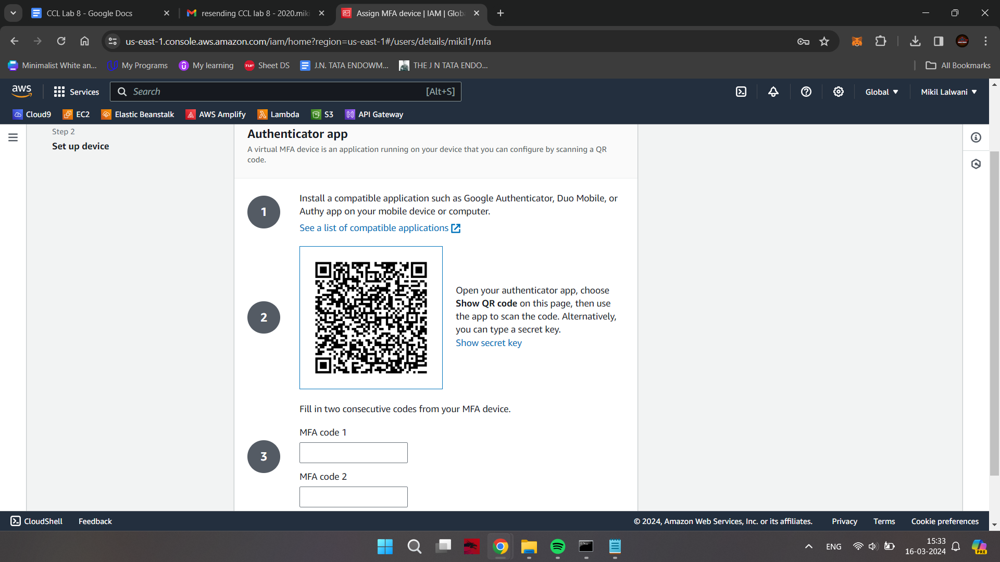 CCL Lab 8 - Google Docs
resending CCL lab 8 - 2020.miki
Assign MFA device | IAM | Globa
us-east-1.console.aws.amazon.com/iam/home?region=us-east-1#/users/details/mikil1/mfa
Minimalist White an...
My Programs
My learning
TUF
Sheet DS
J.N. TATA ENDOWM...
THE J N TATA ENDO...
All Bookmarks
aws
Services
Search
[Alt+S]
Global
Mikil Lalwani
Cloud9
EC2
Elastic Beanstalk
AWS Amplify
Lambda
S3
API Gateway
Step 2
Set up device
Authenticator app
A virtual MFA device is an application running on your device that you can configure by scanning a QR
code.
1
Install a compatible application such as Google Authenticator, Duo Mobile, or
Authy app on your mobile device or computer.
See a list of compatible applications
2
Open your authenticator app, choose
Show QR code on this page, then use
the app to scan the code. Alternatively,
you can type a secret key.
Show secret key
Fill in two consecutive codes from your MFA device.
3
MFA code 1
MFA code 2
CloudShell
Feedback
© 2024, Amazon Web Services, Inc. or its affiliates.
Privacy
Terms
Cookie preferences
ENG
15:33
16-03-2024
PRE